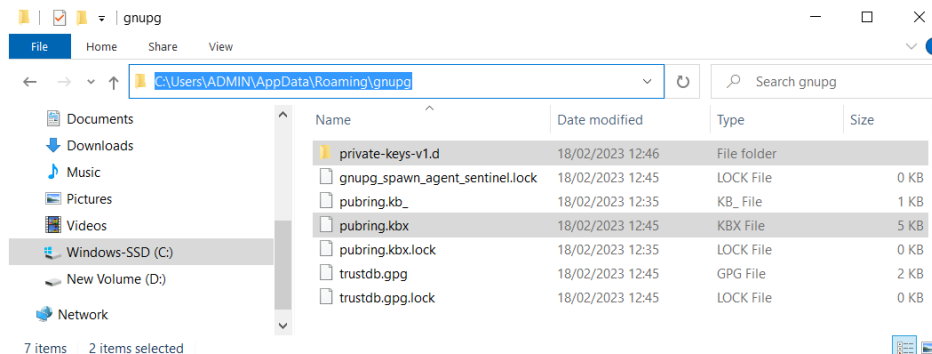 gnupg
File Home Share View
C:\Users\ADMIN\AppData\Roaming\gnupg Search gnupg
Documents
Downloads
Music
Pictures
Videos
Windows-SSD (C:)
New Volume (D:)
Network
Name Date modified Type Size
private-keys-v1.d 18/02/2023 12:46 File folder
gnupg_spawn_agent_sentinel.lock 18/02/2023 12:45 LOCK File 0 KB
pubring.kb_ 18/02/2023 12:35 KB_ File 1 KB
pubring.kbx 18/02/2023 12:45 KBX File 5 KB
pubring.kbx.lock 18/02/2023 12:35 LOCK File 0 KB
trustdb.gpg 18/02/2023 12:45 GPG File 2 KB
trustdb.gpg.lock 18/02/2023 12:45 LOCK File 0 KB
7 items 2 items selected